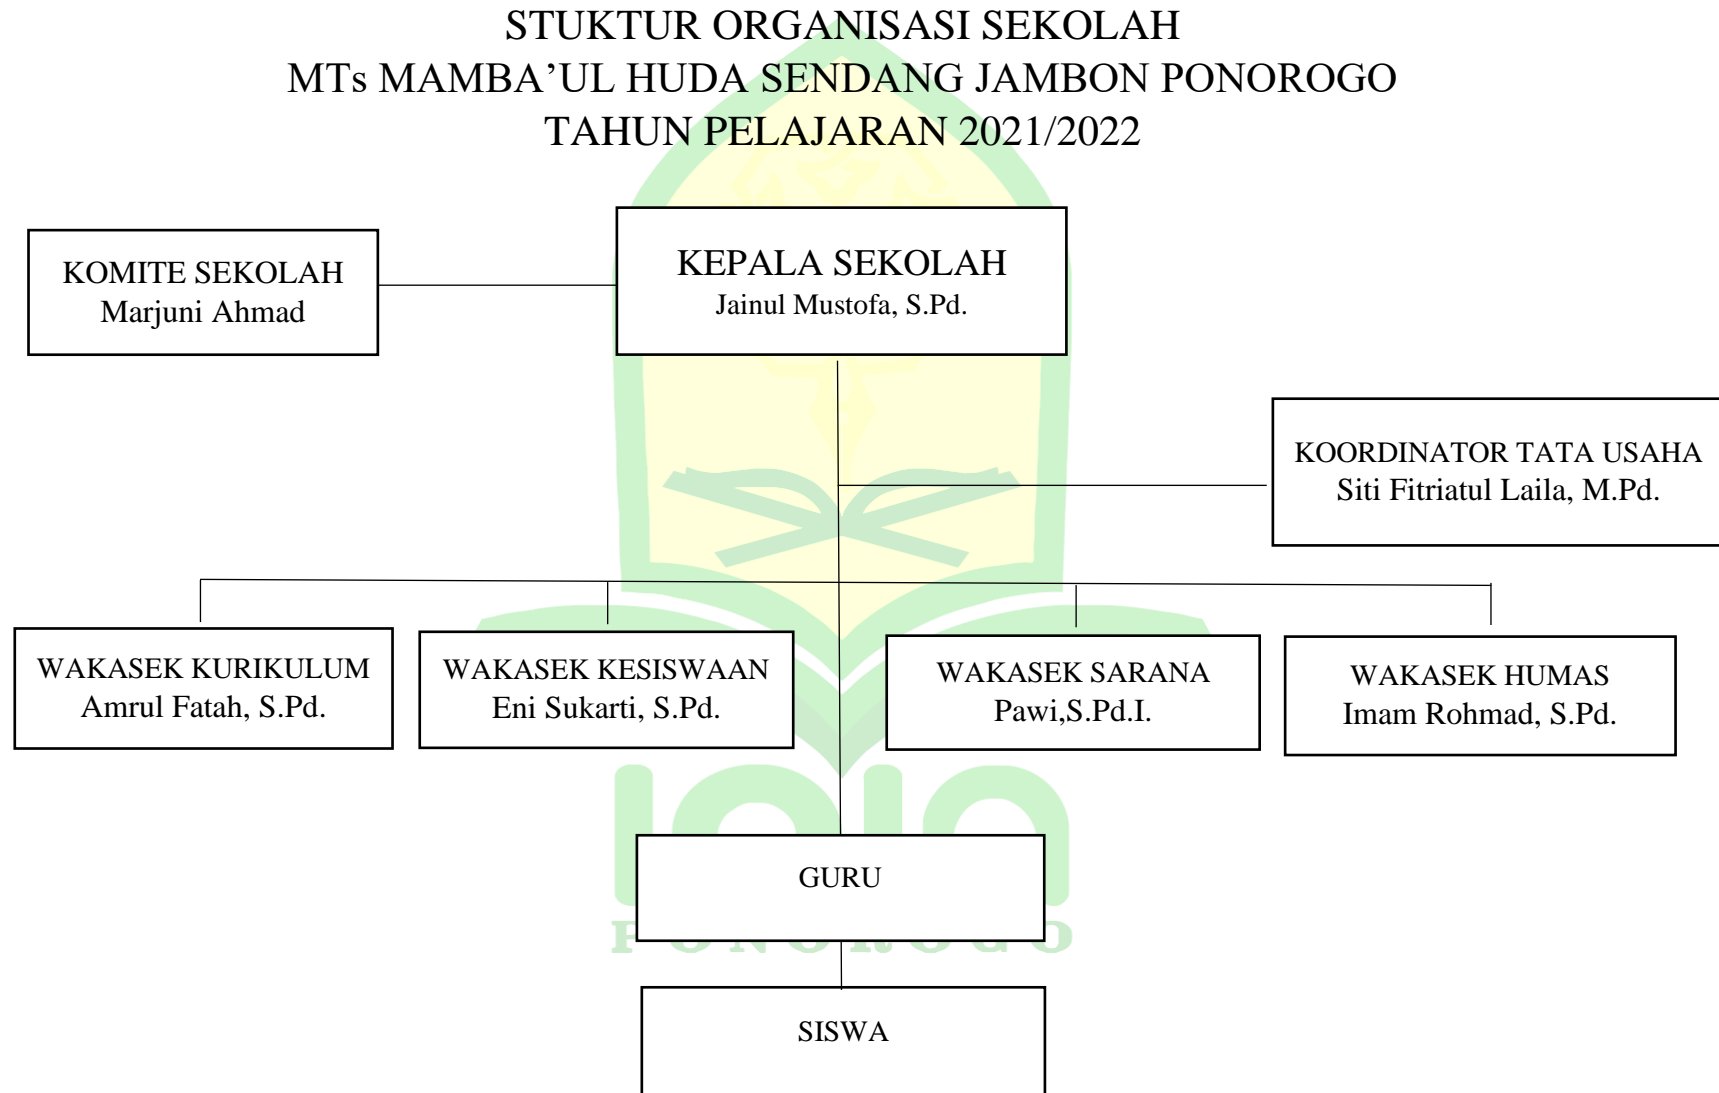 STUKTUR ORGANISASI SEKOLAH
MTs MAMBA’UL HUDA SENDANG JAMBON PONOROGO
TAHUN PELAJARAN 2021/2022
KOMITE SEKOLAH
Marjuni Ahmad
KEPALA SEKOLAH
Jainul Mustofa, S.Pd.
KOORDINATOR TATA USAHA
Siti Fitriatul Laila, M.Pd.
WAKASEK KURIKULUM
Amrul Fatah, S.Pd.
WAKASEK KESISWAAN
Eni Sukarti, S.Pd.
WAKASEK SARANA
Pawi,S.Pd.I.
WAKASEK HUMAS
Imam Rohmad, S.Pd.
GURU
PONOROGO
SISWA